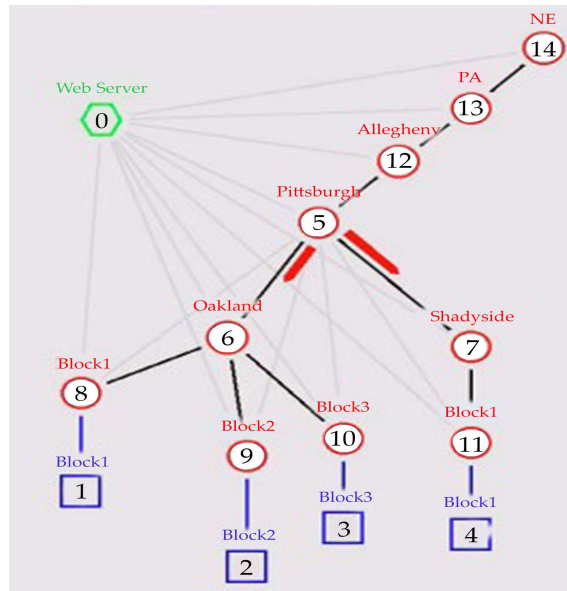 NE
14
PA
13
Web Server
0
Allegheny
12
Pittsburgh
5
Oakland
6
Shadyside
7
Block1
8
Block3
10
Block2
9
Block1
11
Block1
1
Block3
3
Block1
4
Block2
2